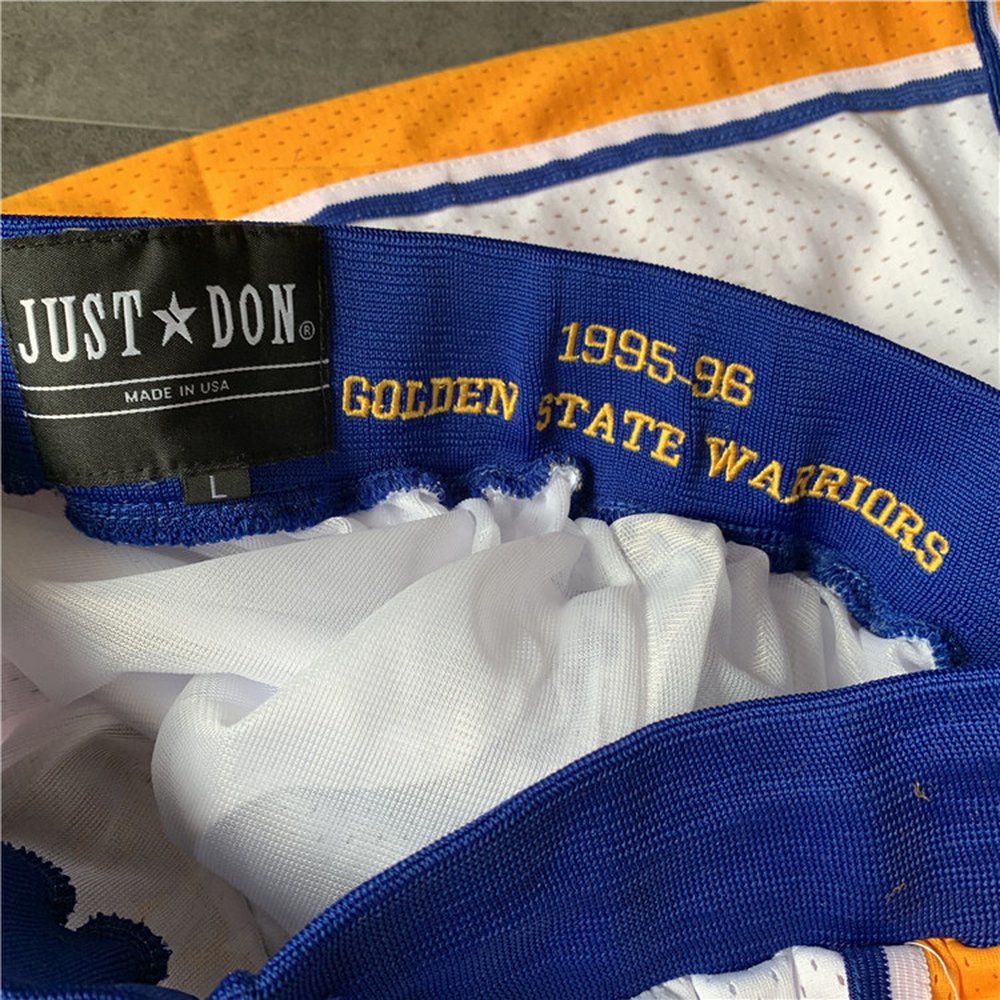 JUST★DON®
MADE IN USA
L
1995-96
GOLDEN STATE WARRIORS